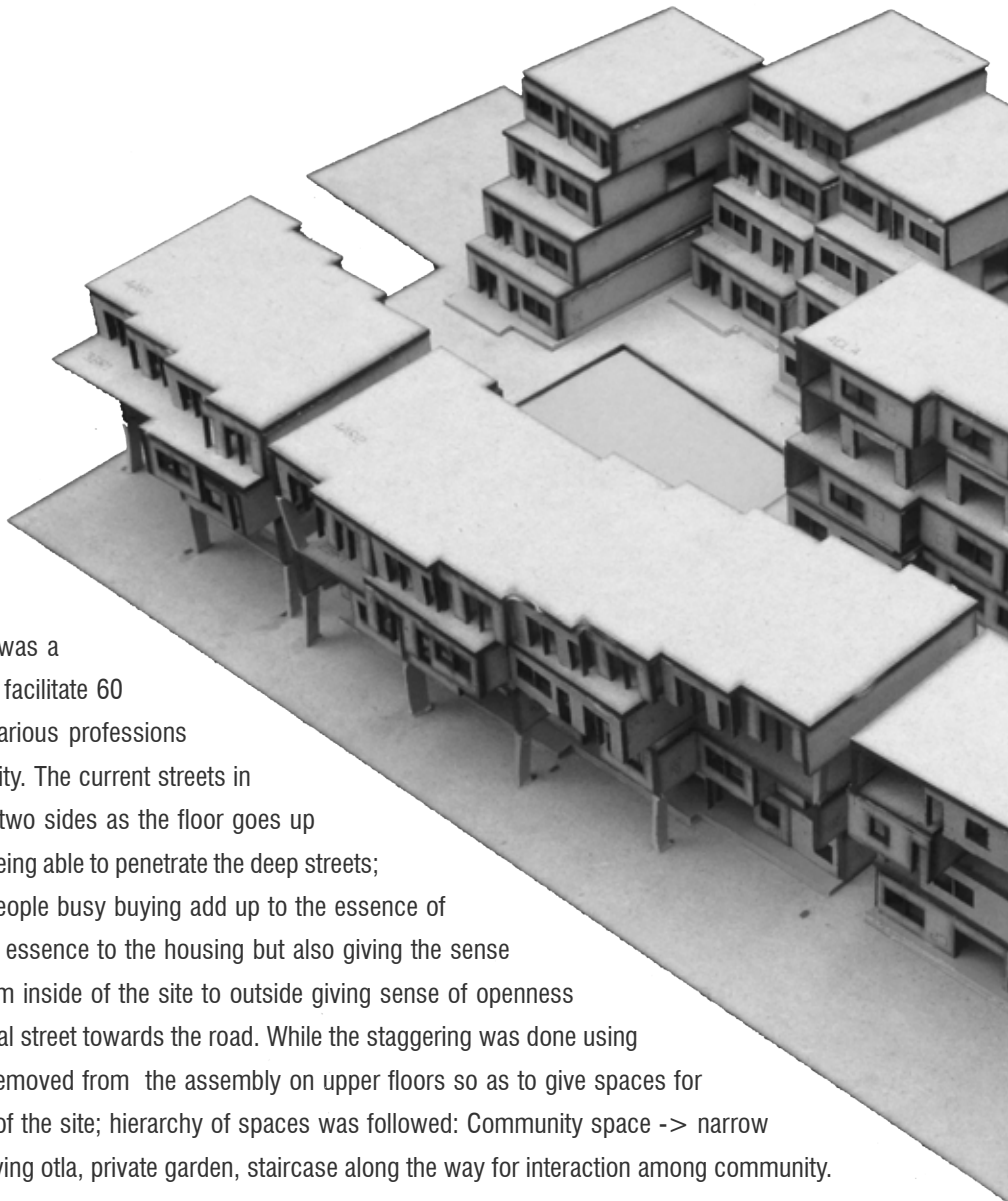 was a
facilitate 60
arious professions
ity. The current streets in
two sides as the floor goes up
eing able to penetrate the deep streets;
eople busy buying add up to the essence of
essence to the housing but also giving the sense
m inside of the site to outside giving sense of openness
al street towards the road. While the staggering was done using
emoved from the assembly on upper floors so as to give spaces for
of the site; hierarchy of spaces was followed: Community space -> narrow
ying otla, private garden, staircase along the way for interaction among community.